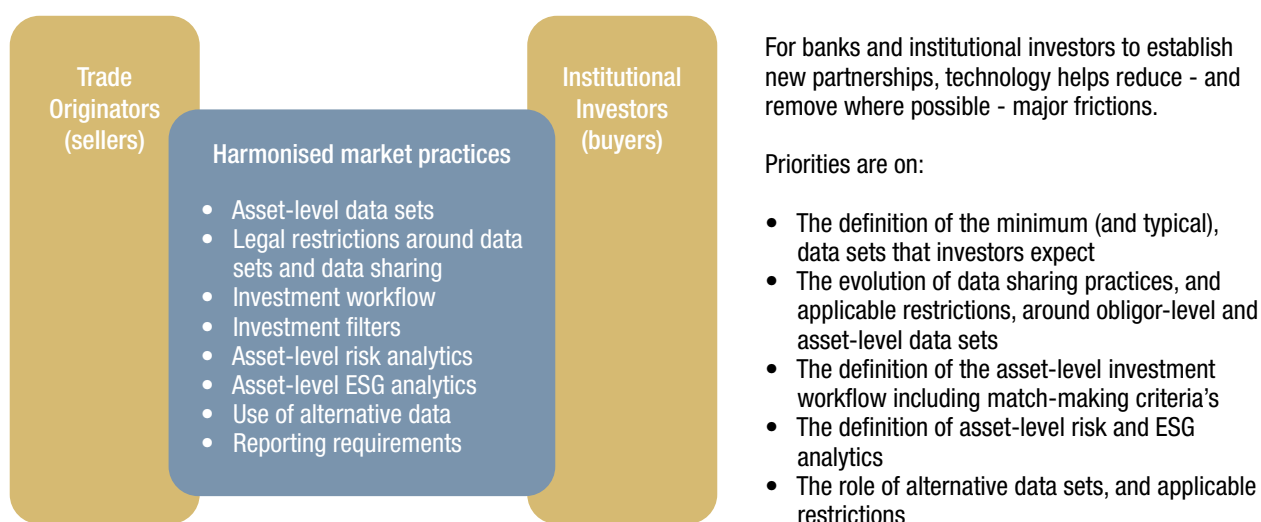 Trade
Originators
(sellers)
Institutional
Investors
(buyers)
Harmonised market practices
• Asset-level data sets
• Legal restrictions around data
sets and data sharing
• Investment workflow
• Investment filters
• Asset-level risk analytics
• Asset-level ESG analytics
• Use of alternative data
• Reporting requirements
For banks and institutional investors to establish
new partnerships, technology helps reduce - and
remove where possible - major frictions.
Priorities are on:
• The definition of the minimum (and typical),
data sets that investors expect
• The evolution of data sharing practices, and
applicable restrictions, around obligor-level and
asset-level data sets
• The definition of the asset-level investment
workflow including match-making criteria’s
• The definition of asset-level risk and ESG
analytics
• The role of alternative data sets, and applicable
restrictions